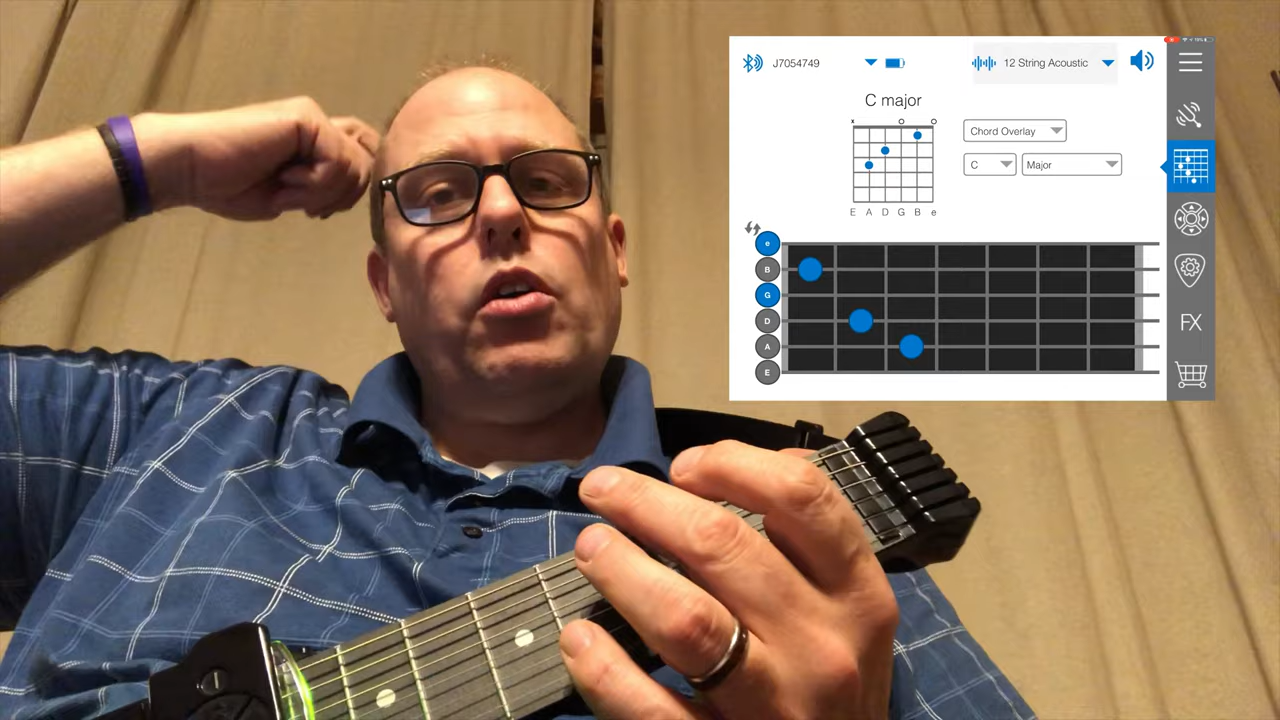 J7054749
12 String Acoustic
C major
x o o
Chord Overlay
C Major
E A D G B e
e
B
G
D
A
E
FX